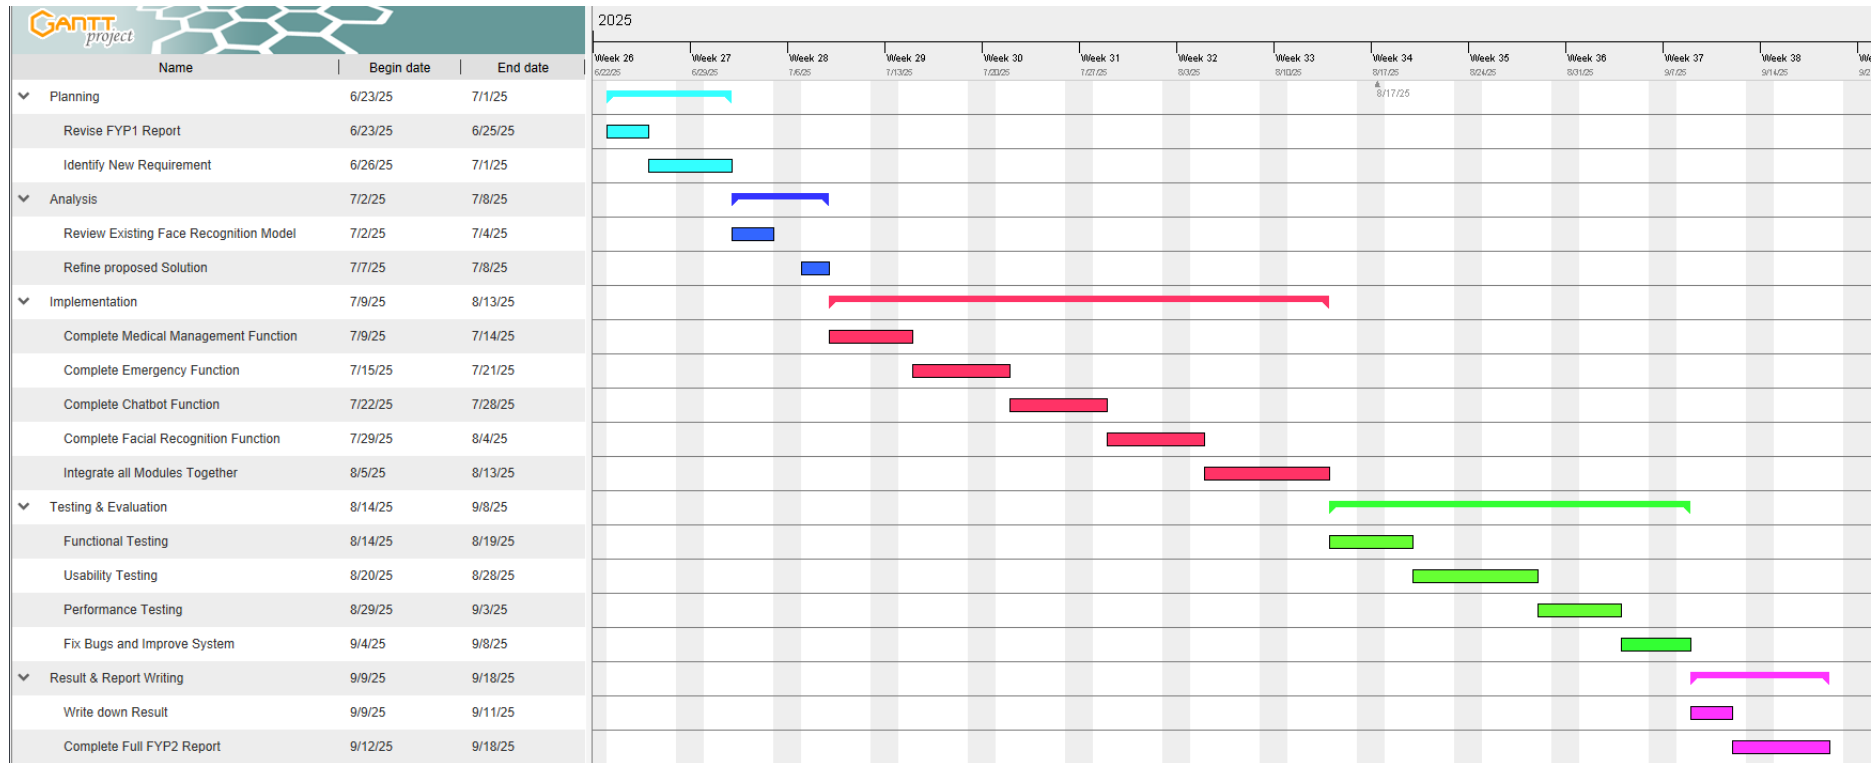 GANTT
project
2025
Name Begin date End date
Week 26 Week 27 Week 28 Week 29 Week 30 Week 31 Week 32 Week 33 Week 34 Week 35 Week 36 Week 37 Week 38
6/22/25 6/29/25 7/6/25 7/13/25 7/20/25 7/27/25 8/3/25 8/10/25 8/17/25 8/24/25 8/31/25 9/7/25 9/14/25
8/17/25
Planning 6/23/25 7/1/25
Revise FYP1 Report 6/23/25 6/25/25
Identify New Requirement 6/26/25 7/1/25
Analysis 7/2/25 7/8/25
Review Existing Face Recognition Model 7/2/25 7/4/25
Refine proposed Solution 7/7/25 7/8/25
Implementation 7/9/25 8/13/25
Complete Medical Management Function 7/9/25 7/14/25
Complete Emergency Function 7/15/25 7/21/25
Complete Chatbot Function 7/22/25 7/28/25
Complete Facial Recognition Function 7/29/25 8/4/25
Integrate all Modules Together 8/5/25 8/13/25
Testing & Evaluation 8/14/25 9/8/25
Functional Testing 8/14/25 8/19/25
Usability Testing 8/20/25 8/28/25
Performance Testing 8/29/25 9/3/25
Fix Bugs and Improve System 9/4/25 9/8/25
Result & Report Writing 9/9/25 9/18/25
Write down Result 9/9/25 9/11/25
Complete Full FYP2 Report 9/12/25 9/18/25